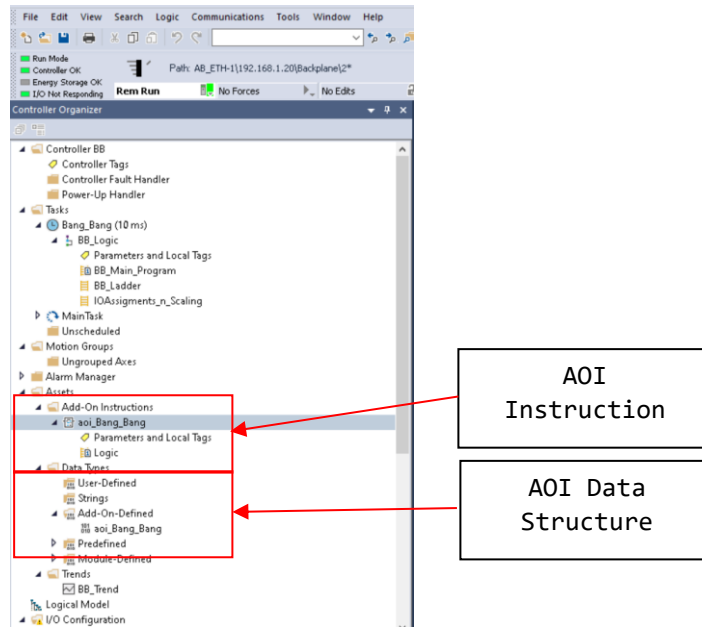 File Edit View Search Logic Communications Tools Window Help
Run Mode
Controller OK
Energy Storage OK
I/O Not Responding
Path: AB_ETH-1\192.168.1.20\Backplane\2*
Rem Run No Forces No Edits
Controller Organizer
Controller BB
Controller Tags
Controller Fault Handler
Power-Up Handler
Tasks
Bang_Bang (10 ms)
BB_Logic
Parameters and Local Tags
BB_Main_Program
BB_Ladder
IOAssigments_n_Scaling
MainTask
Unscheduled
Motion Groups
Ungrouped Axes
Alarm Manager
Assets
Add-On Instructions
aoi_Bang_Bang
Parameters and Local Tags
Logic
Data Types
User-Defined
Strings
Add-On-Defined
aoi_Bang_Bang
Predefined
Module-Defined
Trends
BB_Trend
Logical Model
I/O Configuration
AOI
Instruction
AOI Data
Structure